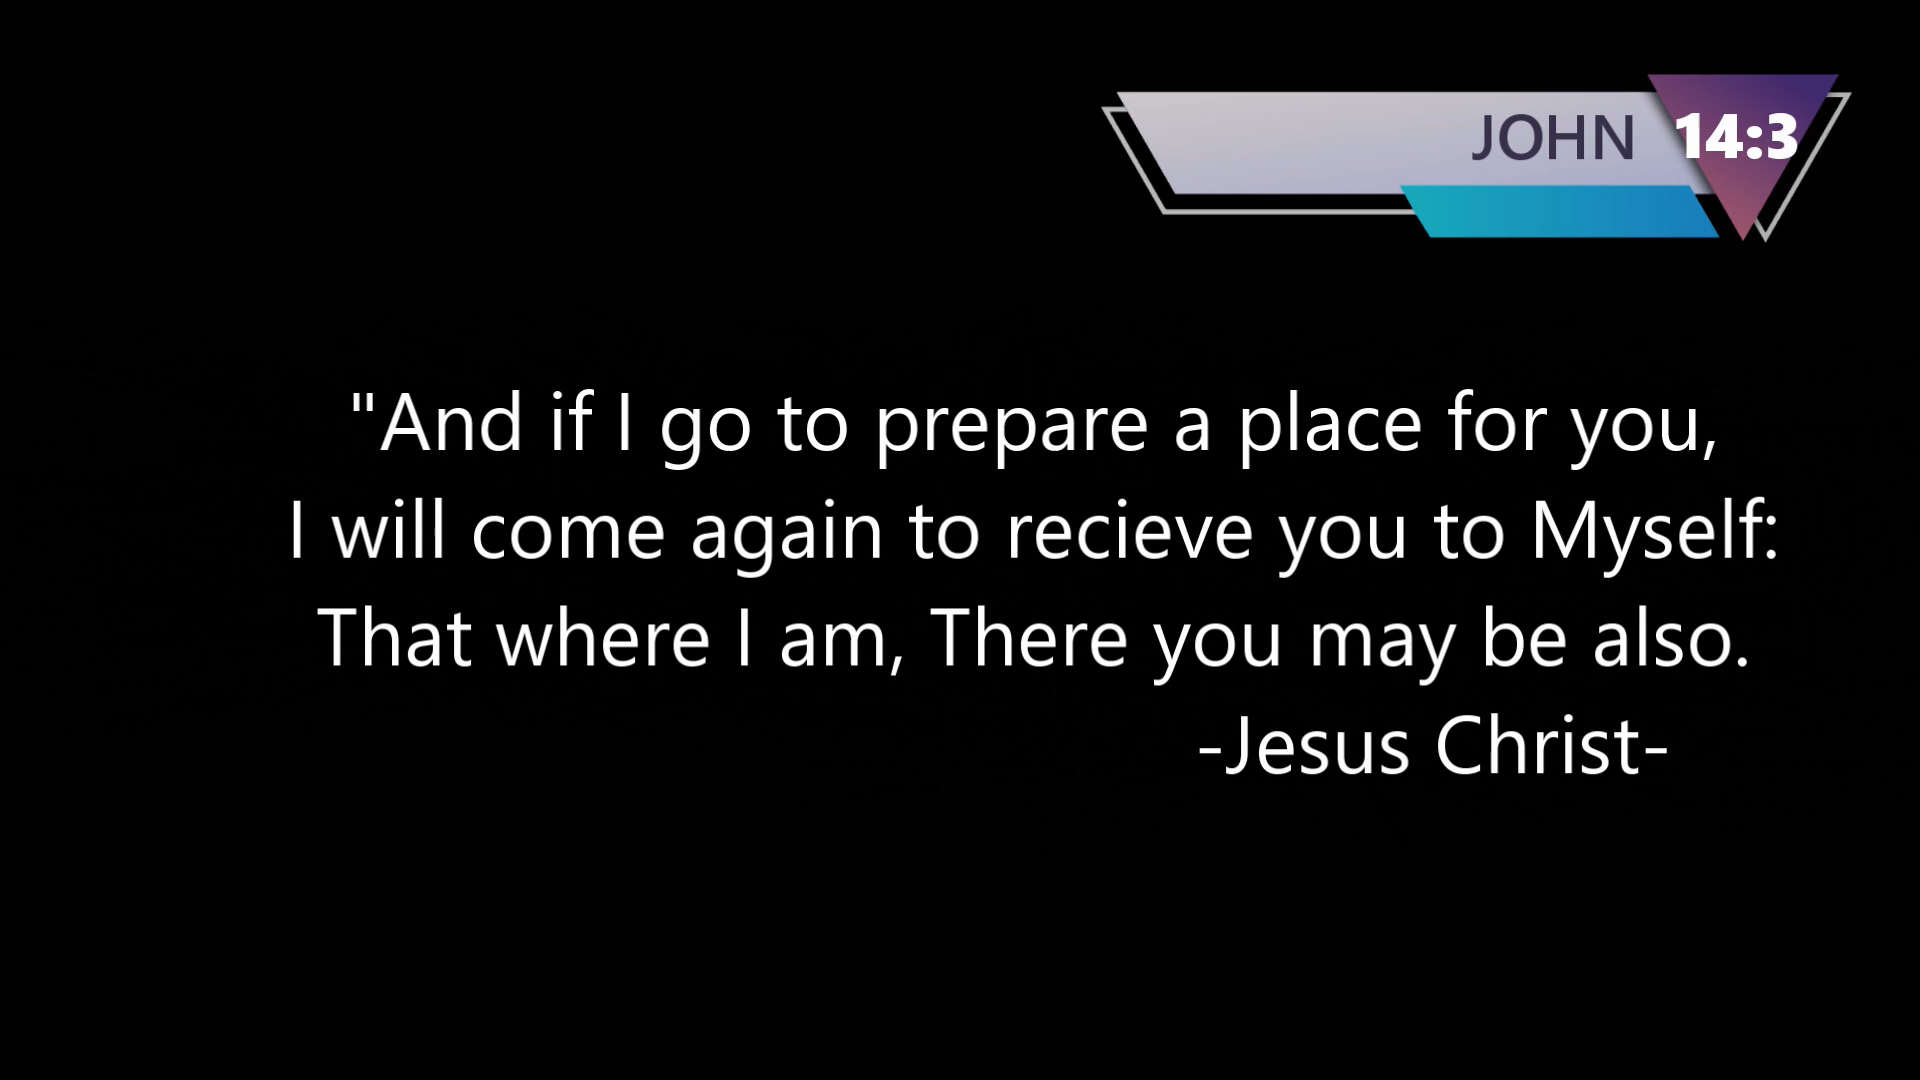 JOHN 14:3
"And if I go to prepare a place for you,
I will come again to recieve you to Myself:
That where I am, There you may be also.
-Jesus Christ-